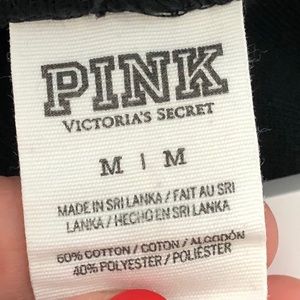 PINK
VICTORIA'S SECRET
M | M
MADE IN SRI LANKA / FAIT AU SRI
LANKA / HECHO EN SRI LANKA
60% COTTON / COTON / ALGODÓN
40% POLYESTER / POLIÉSTER